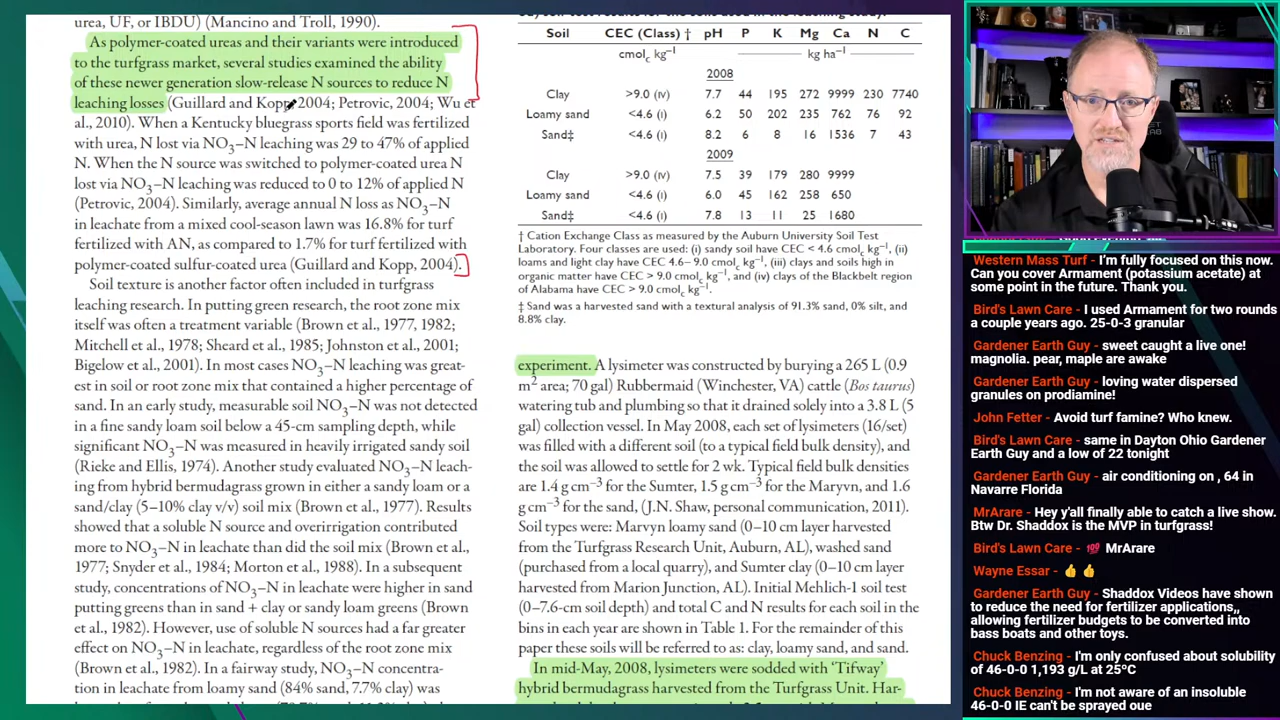 urea, UF, or IBDU) (Mancino and Troll, 1990).
As polymer-coated ureas and their variants were introduced
to the turfgrass market, several studies examined the ability
of these newer generation slow-release N sources to reduce N
leaching losses (Guillard and Kopp, 2004; Petrovic, 2004; Wu et
al., 2010). When a Kentucky bluegrass sports field was fertilized
with urea, N lost via NO3–N leaching was 29 to 47% of applied
N. When the N source was switched to polymer-coated urea N
lost via NO3–N leaching was reduced to 0 to 12% of applied N
(Petrovic, 2004). Similarly, average annual N loss as NO3–N
in leachate from a mixed cool-season lawn was 16.8% for turf
fertilized with AN, as compared to 1.7% for turf fertilized with
polymer-coated sulfur-coated urea (Guillard and Kopp, 2004).
Soil texture is another factor often included in turfgrass
leaching research. In putting green research, the root zone mix
itself was often a treatment variable (Brown et al., 1977, 1982;
Mitchell et al., 1978; Sheard et al., 1985; Johnston et al., 2001;
Bigelow et al., 2001). In most cases NO3–N leaching was great-
est in soil or root zone mix that contained a higher percentage of
sand. In an early study, measurable soil NO3–N was not detected
in a fine sandy loam soil below a 45-cm sampling depth, while
significant NO3–N was measured in heavily irrigated sandy soil
(Rieke and Ellis, 1974). Another study evaluated NO3–N leach-
ing from hybrid bermudagrass greens with a sandy loam or a
sand/clay (5–10% clay v/v) soil mix (Brown et al., 1977). Results
showed that a soluble N source and overirrigation contributed
more to NO3–N in leachate than did the soil mix (Brown et al.,
1977; Snyder et al., 1984; Morton et al., 1988). In a subsequent
study, concentrations of NO3–N in leachate were higher in sand
putting greens than in sand + clay or sandy loam greens (Brown
et al., 1982). However, use of soluble N sources had a far greater
effect on N in leachate, regardless of the root zone mix
(Brown et al., 1982). In a fairway study, NO3–N concentra-
tion in leachate from loamy sand (84% sand, 7.7% clay) was
Soil CEC (Class) † pH P K Mg Ca N C
cmolc kg−1 kg ha−1
2008
Clay >9.0 (iv) 7.7 44 195 272 9999 230 7740
Loamy sand <4.6 (i) 6.2 50 202 235 762 76 92
Sand‡ <4.6 (i) 8.2 6 8 16 1536 7 43
2009
Clay >9.0 (iv) 7.5 39 179 280 9999
Loamy sand <4.6 (i) 6.0 45 162 258 650
Sand‡ <4.6 (i) 7.8 13 11 25 1680
† Cation Exchange Class as measured by the Auburn University Soil Test
Laboratory. Four classes are used: (i) sandy soil have CEC < 4.6 cmolc kg−1, (ii)
loams and light clay have CEC 4.6– 9.0 cmolc kg−1, (iii) clays and soils high in
organic matter have CEC > 9.0 cmolc kg−1, and (iv) clays of the Blackbelt region
of Alabama have CEC > 9.0 cmolc kg−1.
‡ Sand was a harvested sand with a textural analysis of 91.3% sand, 0% silt, and
8.8% clay.
experiment. A lysimeter was constructed by burying a 265 L (0.9
m2 area; 70 gal) Rubbermaid (Winchester, VA) cattle (Bos taurus)
watering tub and plumbing so that it drained solely into a 3.8 L (5
gal) collection vessel. In May 2008, each set of lysimeters (16/set)
was filled with a different soil (to a typical field bulk density), and
the soil was allowed to settle for 2 wk. Typical field bulk densities
are 1.4 g cm−3 for the Sumter, 1.5 g cm−3 for the Maryvn, and 1.6
g cm−3 for the sand, (J.N. Shaw, personal communication, 2011).
Soil types were: Marvyn loamy sand (0–10 cm layer harvested
from the Turfgrass Research Unit, Auburn, AL), washed sand
(purchased from a local quarry), and Sumter clay (0–10 cm layer
harvested from Marion Junction, AL). Initial Mehlich-1 soil test
(0–7.6-cm soil depth) and total C and N results for each soil in the
bins in each year are shown in Table 1. For the remainder of this
paper these soils will be referred to as: clay, loamy sand, and sand.
In mid-May, 2008, lysimeters were sodded with 'Tifway'
hybrid bermudagrass harvested from the Turfgrass Unit. Har-
Western Mass Turf - I'm fully focused on this now.
Can you cover Armament (potassium acetate) at
some point in the future. Thank you.
Bird's Lawn Care - I used Armament for two rounds
a couple years ago. 25-0-3 granular
Gardener Earth Guy - sweet caught a live one!
magnolia. pear, maple are awake
Gardener Earth Guy - loving water dispersed
granules on prodiamine!
John Fetter - Avoid turf famine? Who knew.
Bird's Lawn Care - same in Dayton Ohio Gardener
Earth Guy and a low of 22 tonight
Gardener Earth Guy - air conditioning on , 64 in
Navarre Florida
MrArare - Hey y'all finally able to catch a live show.
Btw Dr. Shaddox is the MVP in turfgrass!
Bird's Lawn Care - 💯 MrArare
Wayne Essar - 👍 👍
Gardener Earth Guy - Shaddox Videos have shown
to reduce the need for fertilizer applications,,
allowing fertilizer budgets to be converted into
bass boats and other toys.
Chuck Benzing - I'm only confused about solubility
of 46-0-0 1,193 g/L at 25ºC
Chuck Benzing - I'm not aware of an insoluble
46-0-0 IE can't be sprayed oue